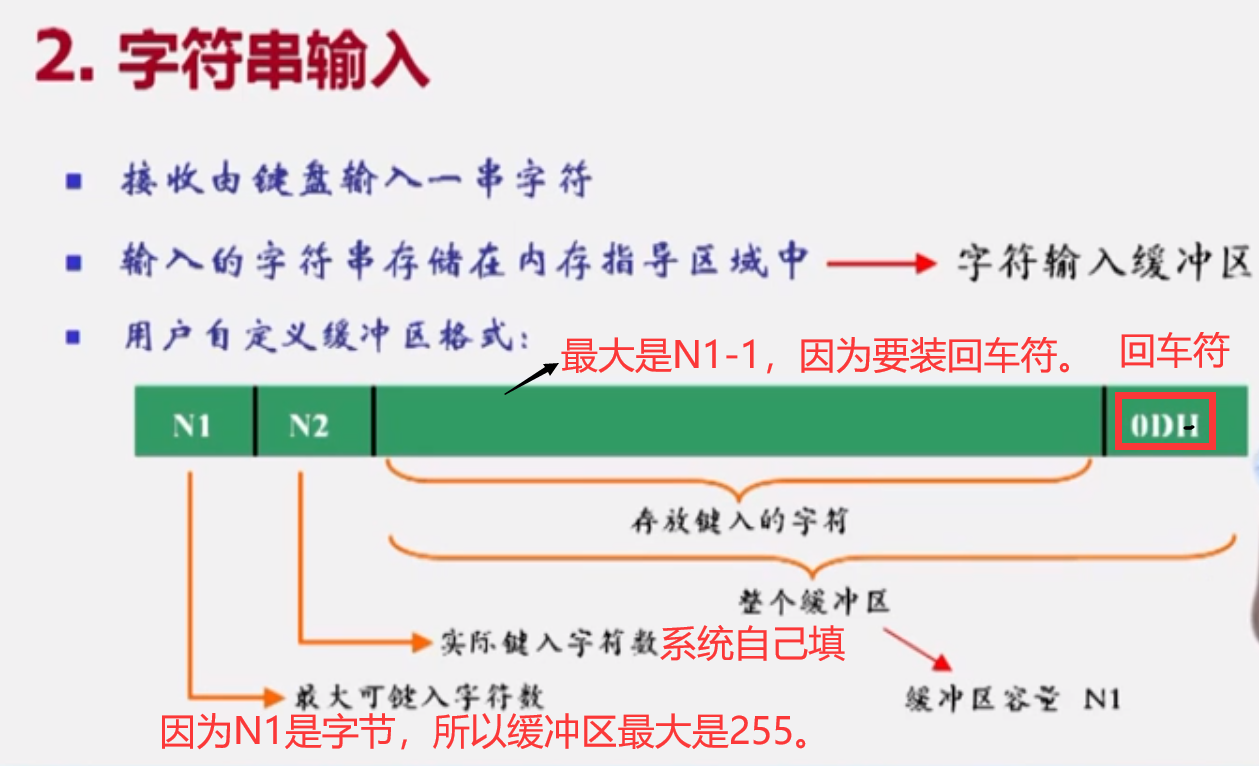 2. 字符串输入
接收由键盘输入一串字符
输入的字符串存储在内存指导区域中
字符输入缓冲区
用户自定义缓冲区格式：
最大是N1-1，因为要装回车符。
回车符
N1
N2
0DH
存放键入的字符
整个缓冲区
实际键入字符数
系统自己填
最大可键入字符数
缓冲区容量 N1
因为N1是字节，所以缓冲区最大是255。